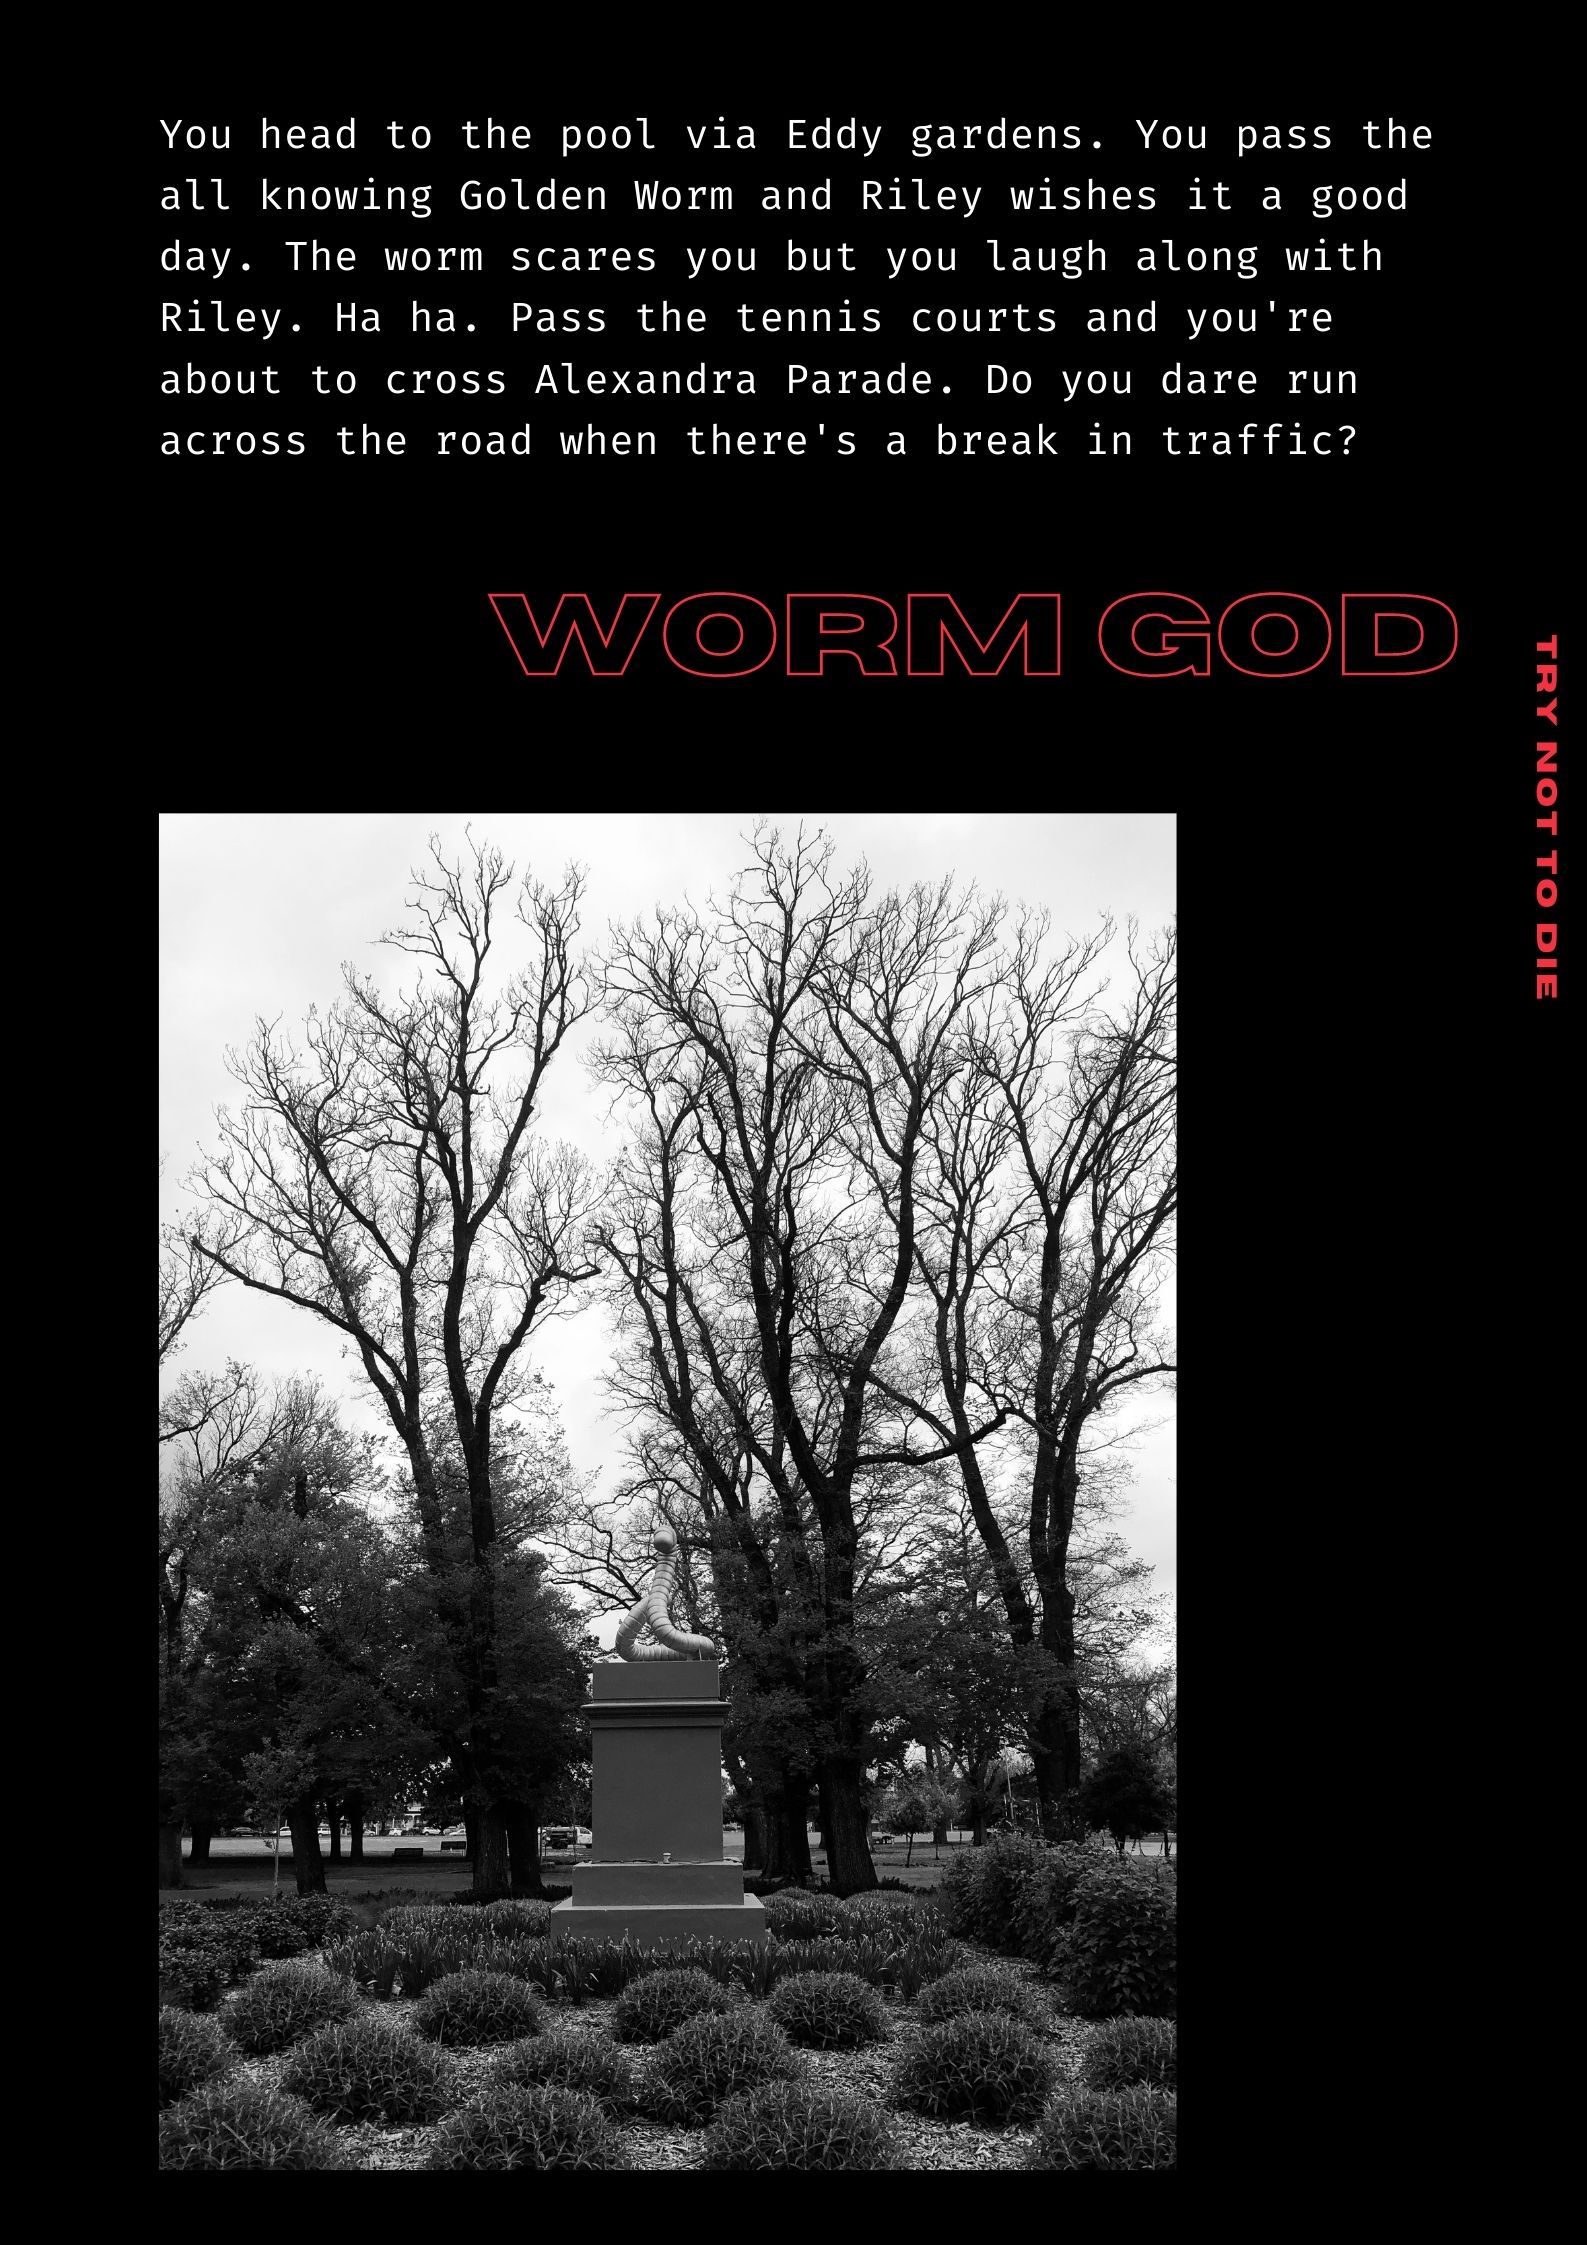 You head to the pool via Eddy gardens. You pass the
all knowing Golden Worm and Riley wishes it a good
day. The worm scares you but you laugh along with
Riley. Ha ha. Pass the tennis courts and you're
about to cross Alexandra Parade. Do you dare run
across the road when there's a break in traffic?
WORM GOD
TRY NOT TO DIE